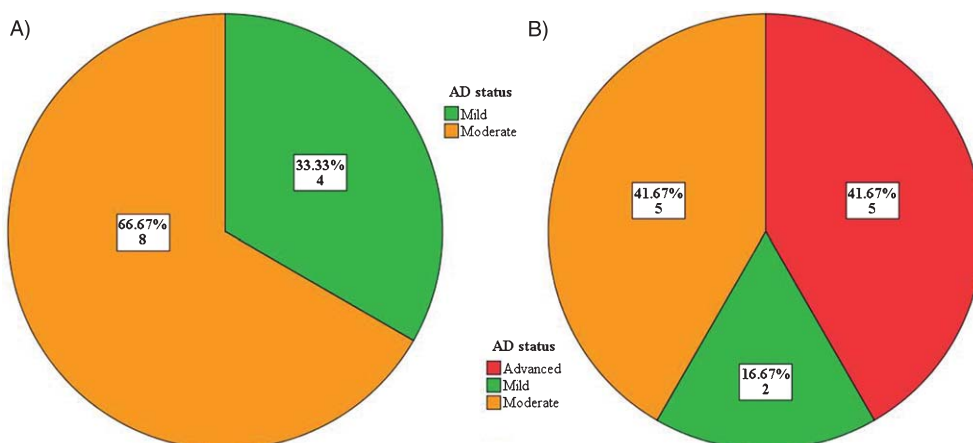 A)
AD status
Mild
Moderate
33.33%
4
66.67%
8
B)
41.67%
5
41.67%
5
16.67%
2
AD status
Advanced
Mild
Moderate